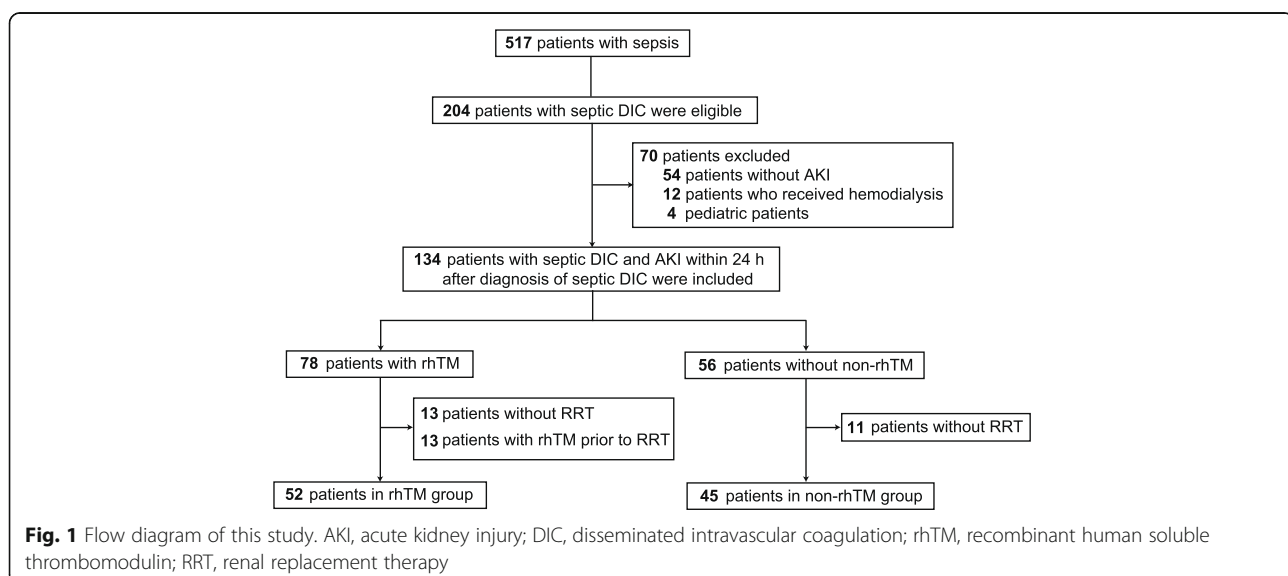 517 patients with sepsis
204 patients with septic DIC were eligible
70 patients excluded
54 patients without AKI
12 patients who received hemodialysis
4 pediatric patients
134 patients with septic DIC and AKI within 24 h
after diagnosis of septic DIC were included
78 patients with rhTM
56 patients without non-rhTM
13 patients without RRT
13 patients with rhTM prior to RRT
11 patients without RRT
52 patients in rhTM group
45 patients in non-rhTM group
Fig. 1 Flow diagram of this study. AKI, acute kidney injury; DIC, disseminated intravascular coagulation; rhTM, recombinant human soluble
thrombomodulin; RRT, renal replacement therapy